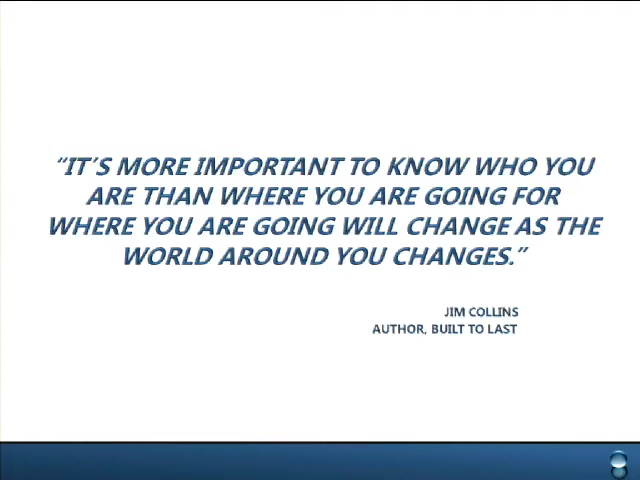 “IT’S MORE IMPORTANT TO KNOW WHO YOU
ARE THAN WHERE YOU ARE GOING FOR
WHERE YOU ARE GOING WILL CHANGE AS THE
WORLD AROUND YOU CHANGES.”
JIM COLLINS
AUTHOR, BUILT TO LAST